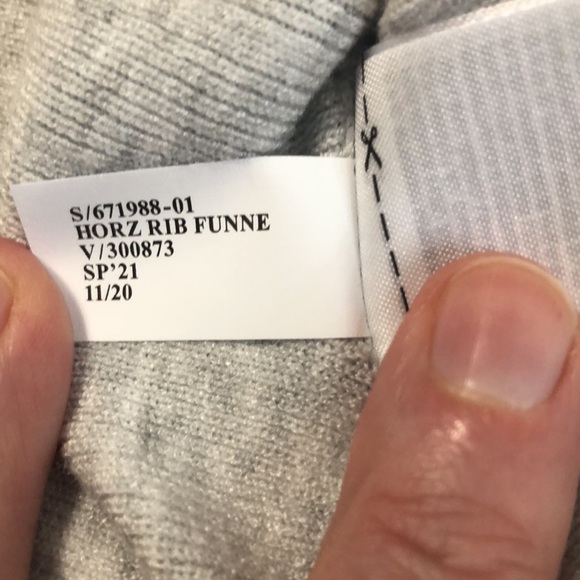 S/671988-01
HORZ RIB FUNNE
V/300873
SP'21
11/20